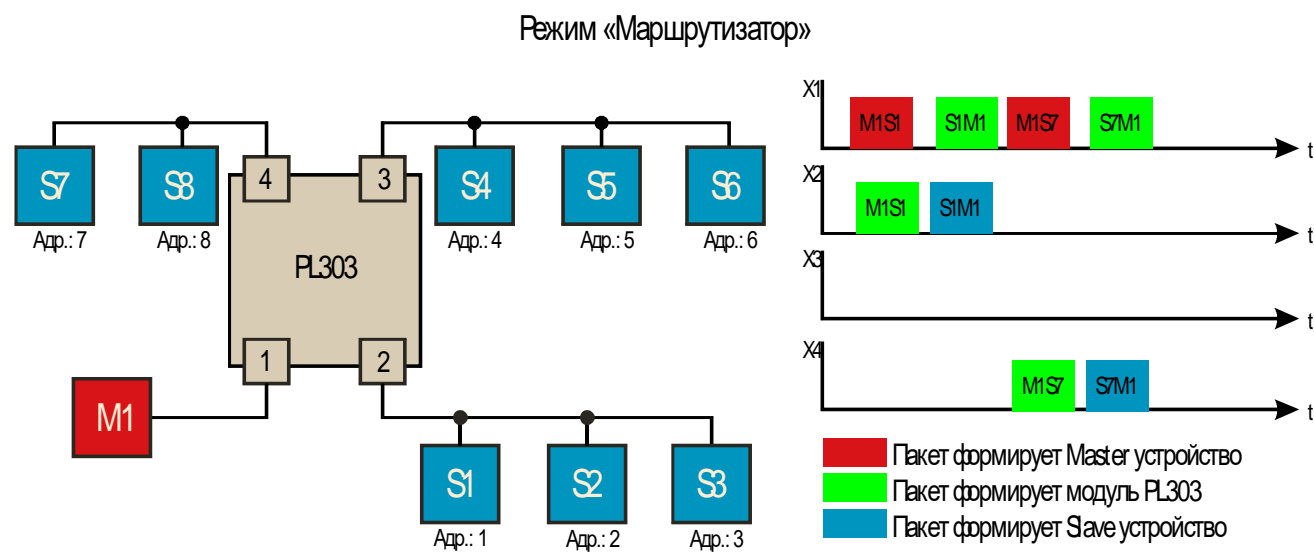 Режим «Маршрутизатор»
S7
S8
4
3
S4
S5
S6
Адр.: 7
Адр.: 8
Адр.: 4
Адр.: 5
Адр.: 6
PL303
1
2
M1
S1
S2
S3
Адр.: 1
Адр.: 2
Адр.: 3
X1
M1S1
S1M1
M1S7
S7M1
t
X2
M1S1
S1M1
t
X3
t
X4
M1S7
S7M1
t
Пакет формирует Master устройство
Пакет формирует модуль PL303
Пакет формирует Slave устройство